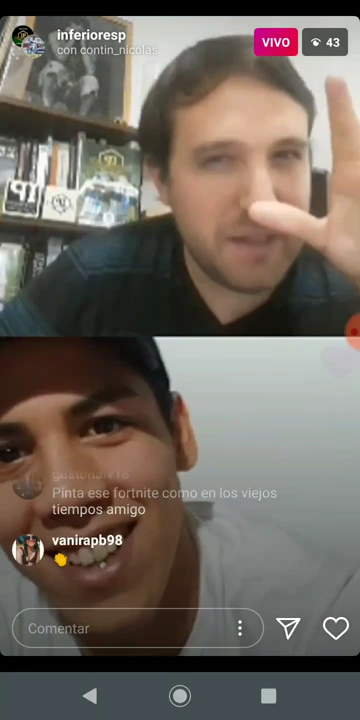 inferioresp
con contin_nicolas
VIVO
43
Pinta ese fortnite como en los viejos
tiempos amigo
vanirapb98
Comentar